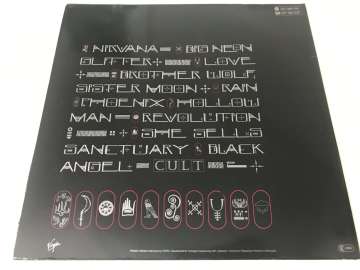 NIRVANA BIG NEON
GLITTER LOVE
BROTHER WOLF,
SISTER MOON RAIN
PHOENIX HOLLOW
MAN REVOLUTION
SHE SELLS
SANCTUARY BLACK
ANGEL CULT
Virgin